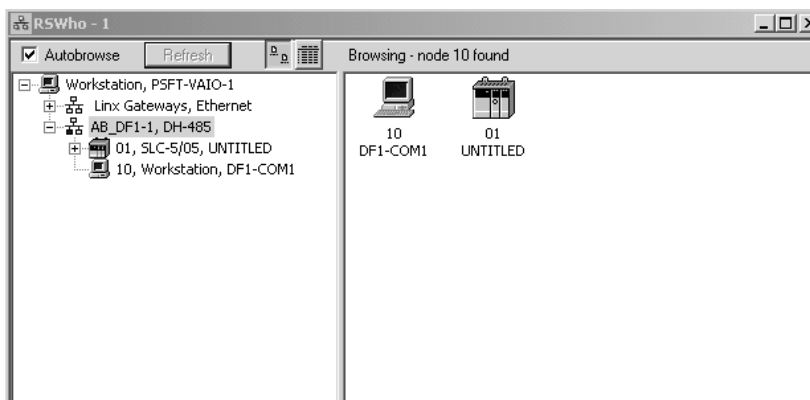 RSWho - 1
Autobrowse Refresh Browsing - node 10 found
Workstation, PSFT-VAIO-1
Linx Gateways, Ethernet
AB_DF1-1, DH-485
01, SLC-5/05, UNTITLED
10, Workstation, DF1-COM1
10 01
DF1-COM1 UNTITLED